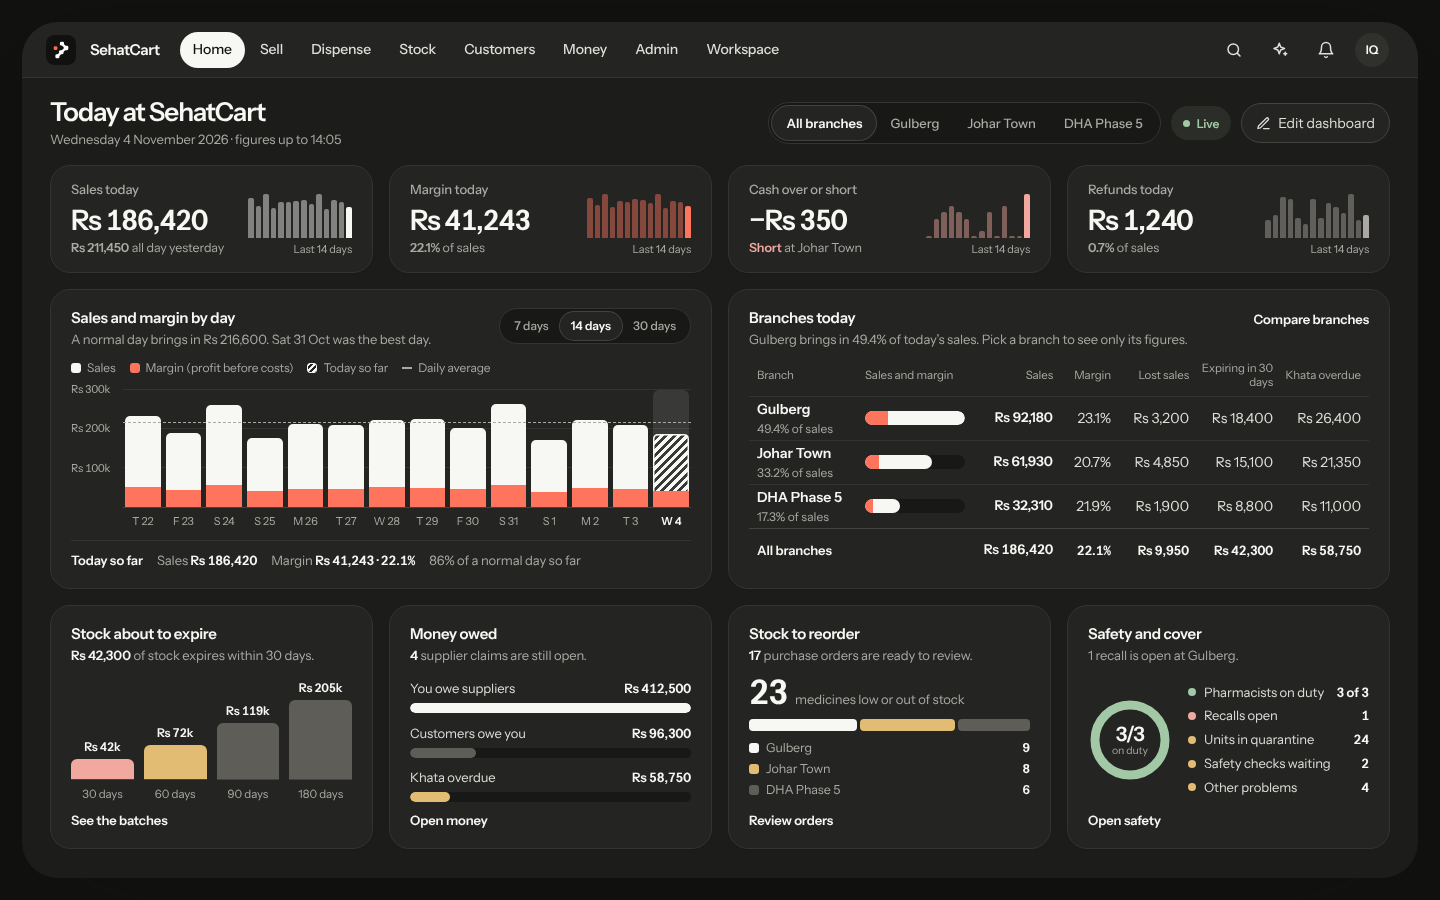 SehatCart Home Sell Dispense Stock Customers Money Admin Workspace IQ
Today at SehatCart
Wednesday 4 November 2026 · figures up to 14:05
All branches Gulberg Johar Town DHA Phase 5 Live Edit dashboard
Sales today
Rs 186,420
Rs 211,450 all day yesterday
Last 14 days
Margin today
Rs 41,243
22.1% of sales
Last 14 days
Cash over or short
−Rs 350
Short at Johar Town
Last 14 days
Refunds today
Rs 1,240
0.7% of sales
Last 14 days
Sales and margin by day
A normal day brings in Rs 216,600. Sat 31 Oct was the best day.
7 days 14 days 30 days
Sales Margin (profit before costs) Today so far Daily average
Rs 300k
Rs 200k
Rs 100k
T 22 F 23 S 24 S 25 M 26 T 27 W 28 T 29 F 30 S 31 S 1 M 2 T 3 W 4
Today so far Sales Rs 186,420 Margin Rs 41,243 · 22.1% 86% of a normal day so far
Branches today
Gulberg brings in 49.4% of today's sales. Pick a branch to see only its figures.
Compare branches
Branch Sales and margin Sales Margin Lost sales Expiring in 30 days Khata overdue
Gulberg Rs 92,180 23.1% Rs 3,200 Rs 18,400 Rs 26,400
49.4% of sales
Johar Town Rs 61,930 20.7% Rs 4,850 Rs 15,100 Rs 21,350
33.2% of sales
DHA Phase 5 Rs 32,310 21.9% Rs 1,900 Rs 8,800 Rs 11,000
17.3% of sales
All branches Rs 186,420 22.1% Rs 9,950 Rs 42,300 Rs 58,750
Stock about to expire
Rs 42,300 of stock expires within 30 days.
Rs 42k Rs 72k Rs 119k Rs 205k
30 days 60 days 90 days 180 days
See the batches
Money owed
4 supplier claims are still open.
You owe suppliers Rs 412,500
Customers owe you Rs 96,300
Khata overdue Rs 58,750
Open money
Stock to reorder
17 purchase orders are ready to review.
23 medicines low or out of stock
Gulberg 9
Johar Town 8
DHA Phase 5 6
Review orders
Safety and cover
1 recall is open at Gulberg.
3/3
on duty
Pharmacists on duty 3 of 3
Recalls open 1
Units in quarantine 24
Safety checks waiting 2
Other problems 4
Open safety